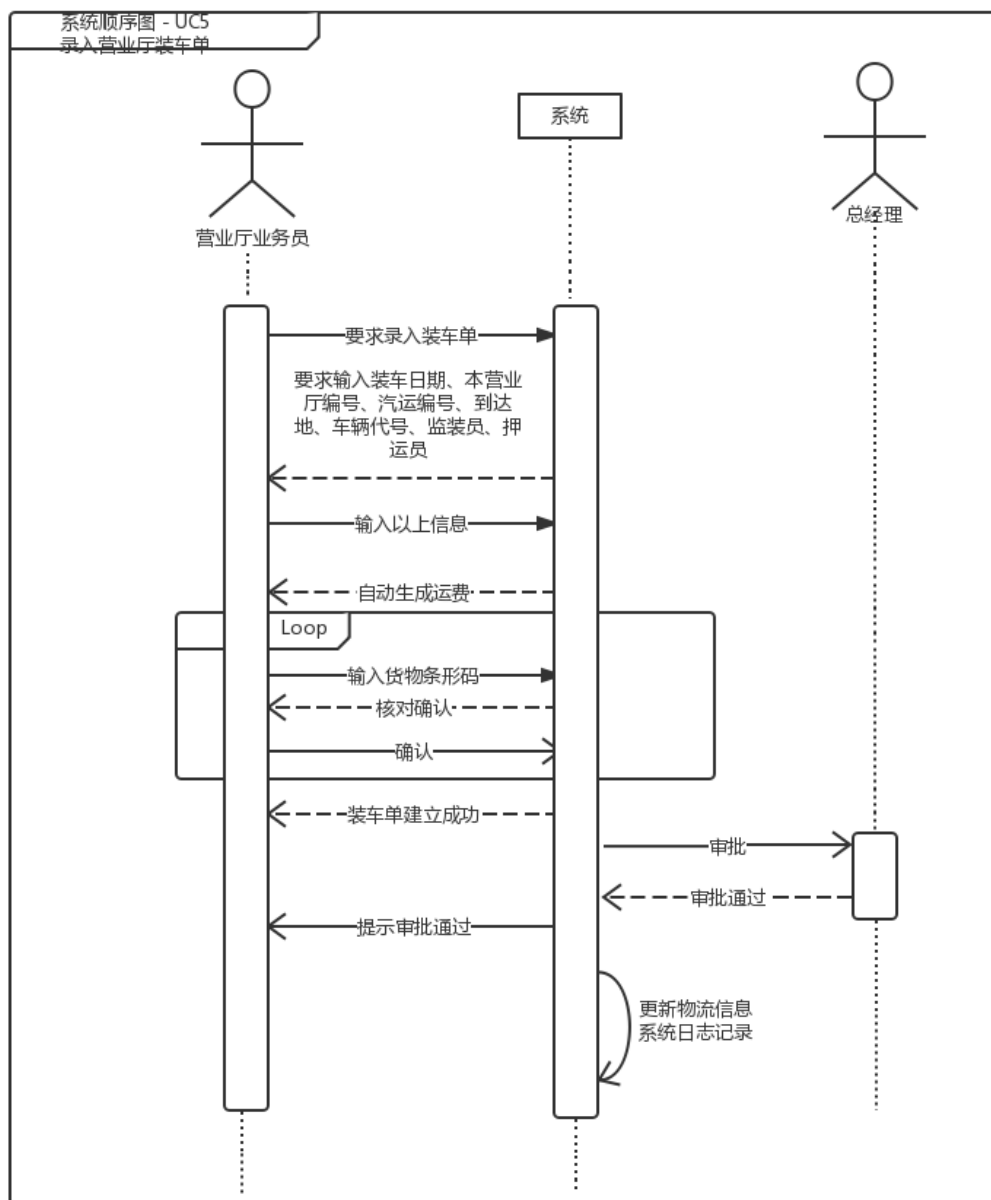 系统顺序图 - UC5
录入营业厅装车单
系统
总经理
营业厅业务员
要求录入装车单
要求输入装车日期、本营业
厅编号、汽运编号、到达
地、车辆代号、监装员、押
运员
输入以上信息
自动生成运费
Loop
输入货物条形码
核对确认
确认
装车单建立成功
审批
审批通过
提示审批通过
更新物流信息
系统日志记录